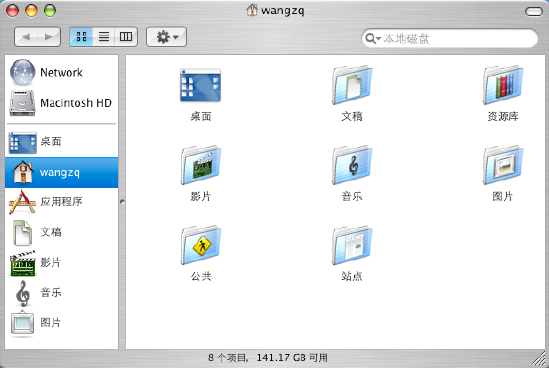 wangzq
本地磁盘
Network
Macintosh HD
桌面
wangzq
应用程序
文稿
影片
音乐
图片
桌面
文稿
资源库
影片
音乐
图片
公共
站点
8 个项目，141.17 GB 可用